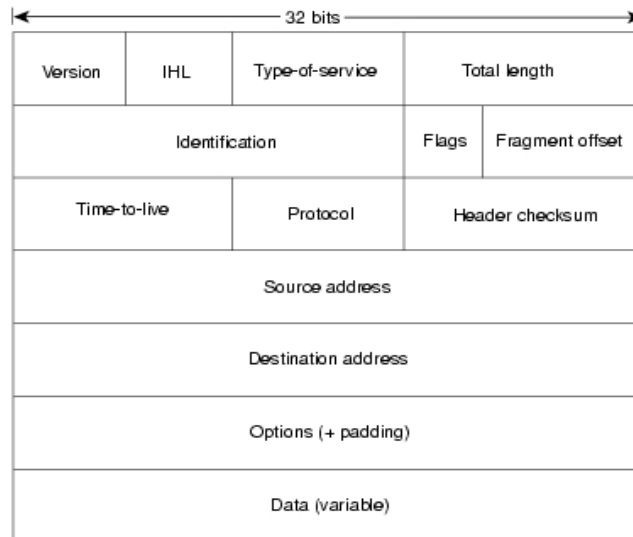 32 bits
Version IHL Type-of-service Total length
Identification Flags Fragment offset
Time-to-live Protocol Header checksum
Source address
Destination address
Options (+ padding)
Data (variable)